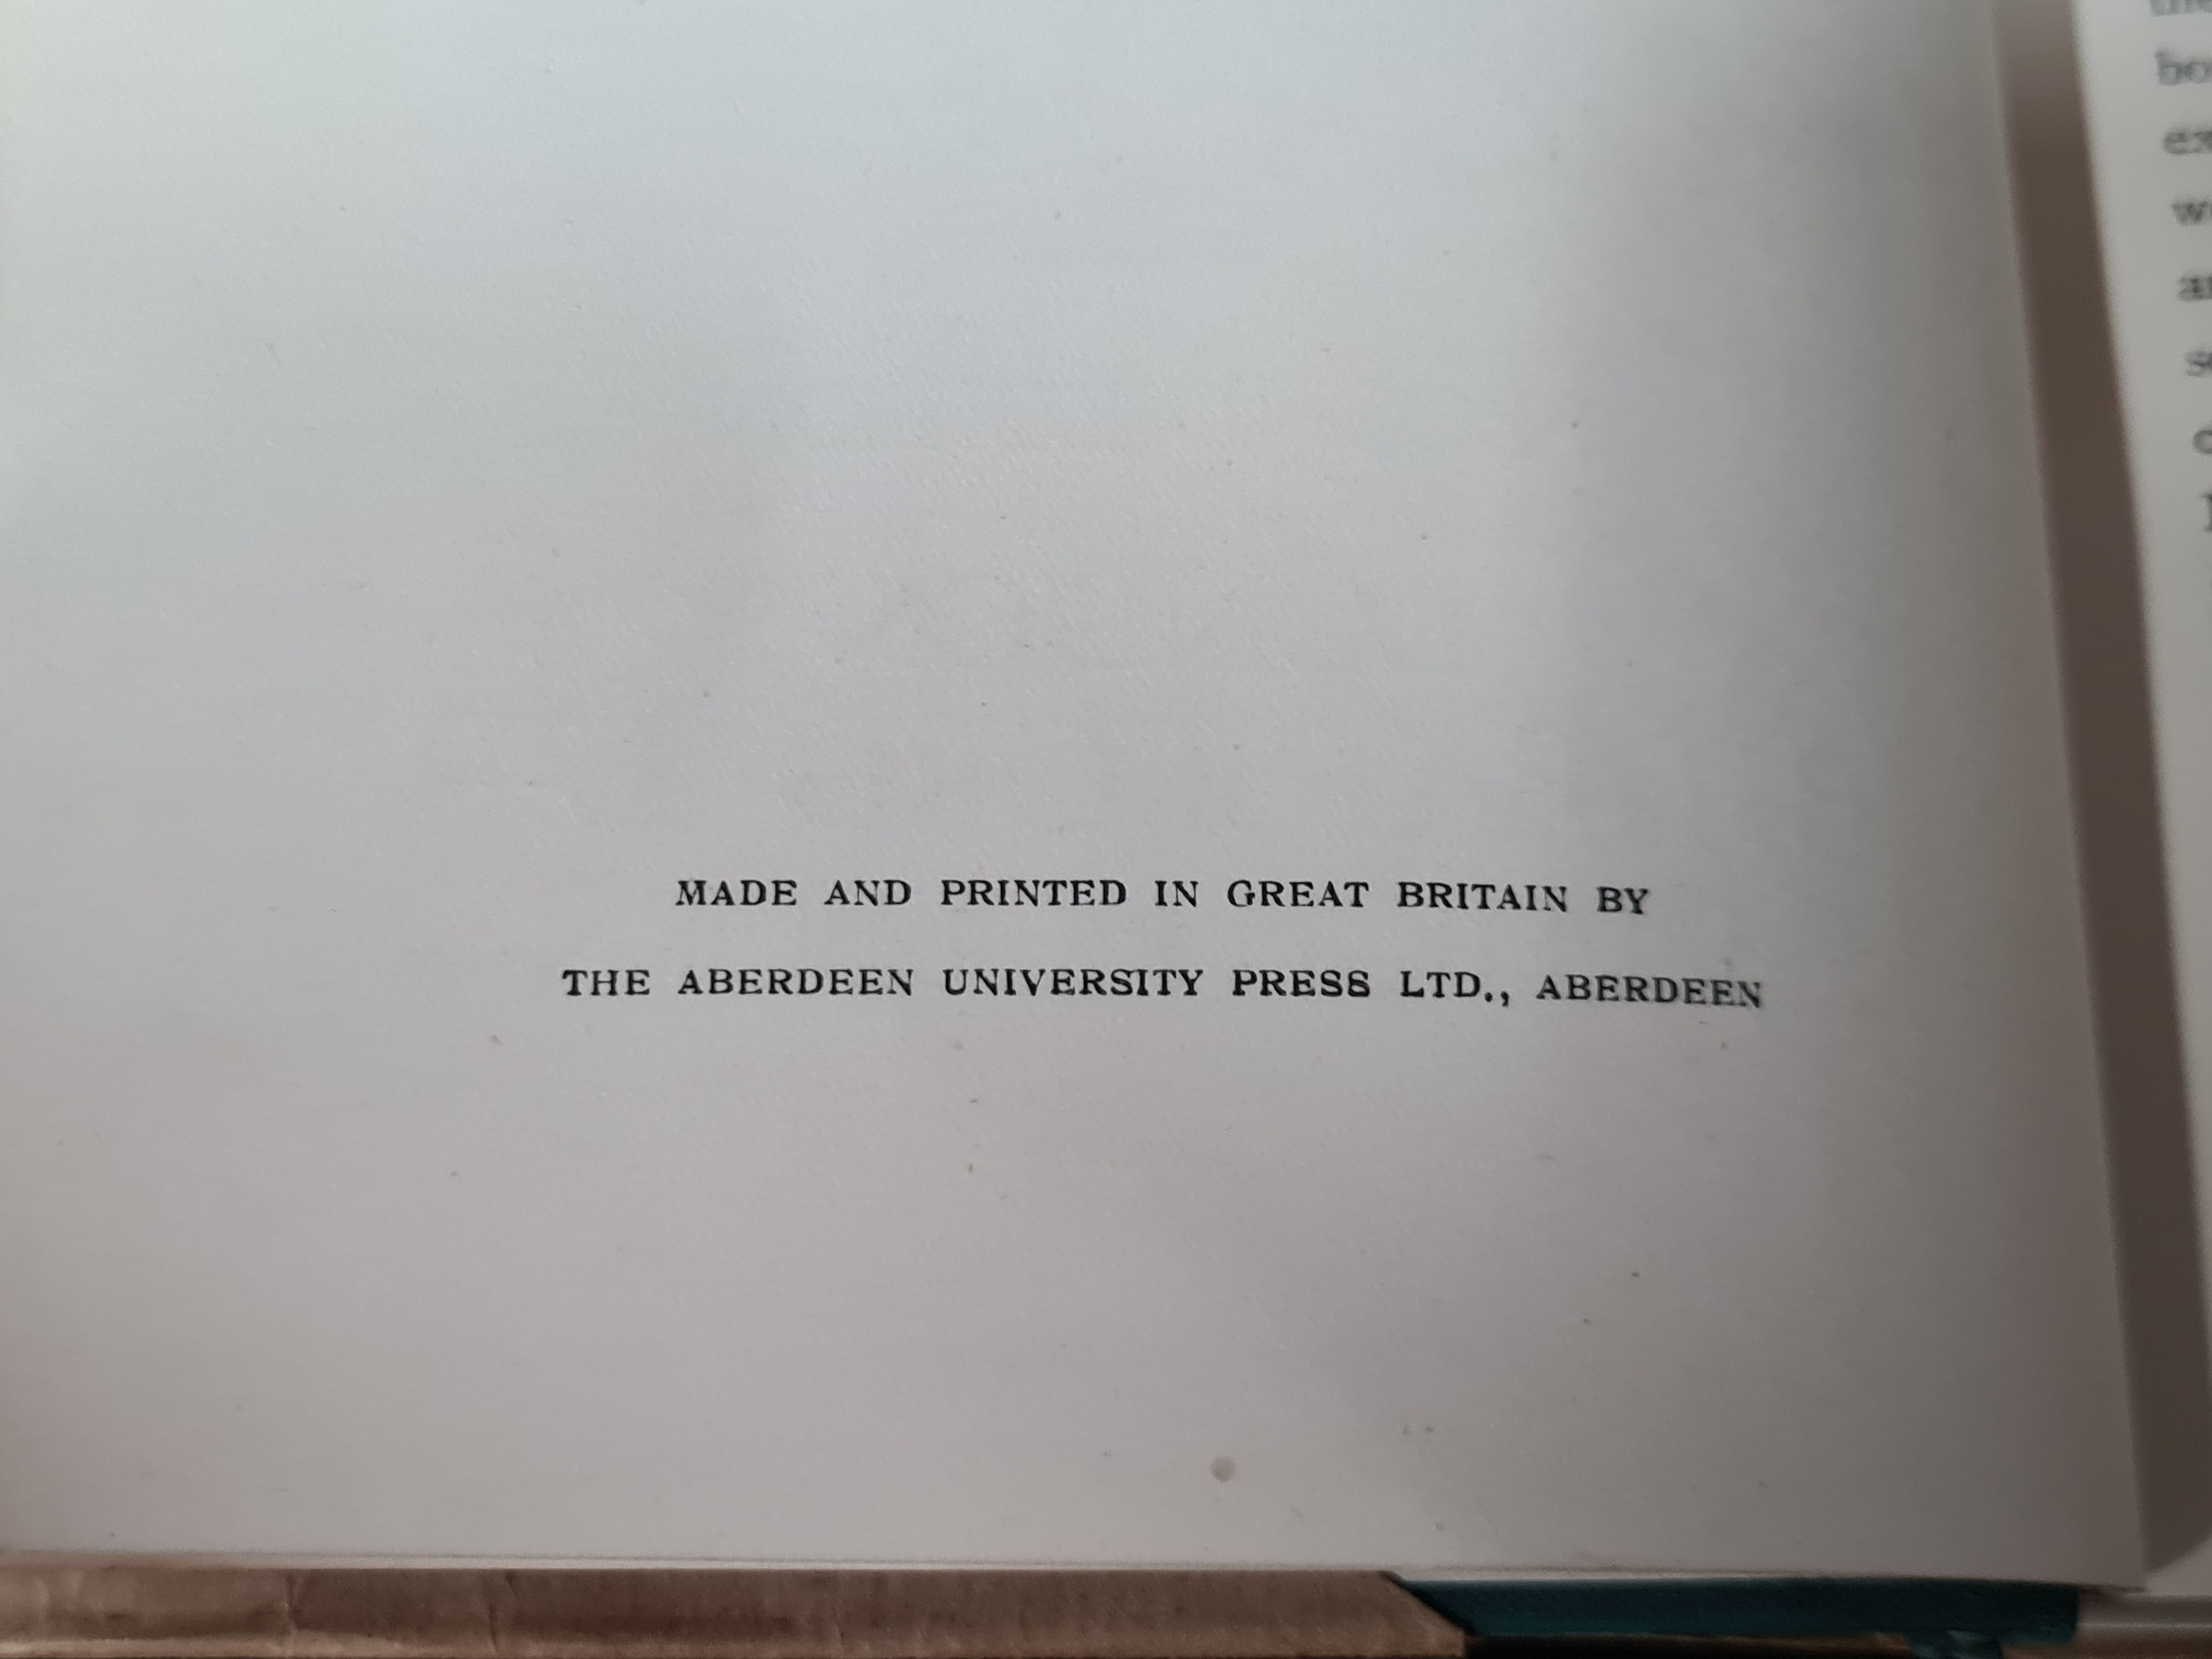 MADE AND PRINTED IN GREAT BRITAIN BY
THE ABERDEEN UNIVERSITY PRESS LTD., ABERDEEN